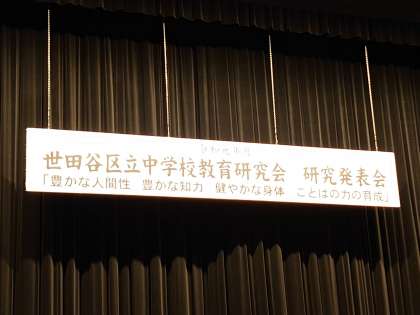 世田谷区立中学校教育研究会 研究発表会
「豊かな人間性 豊かな知力 健やかな身体 ことばの力の育成」